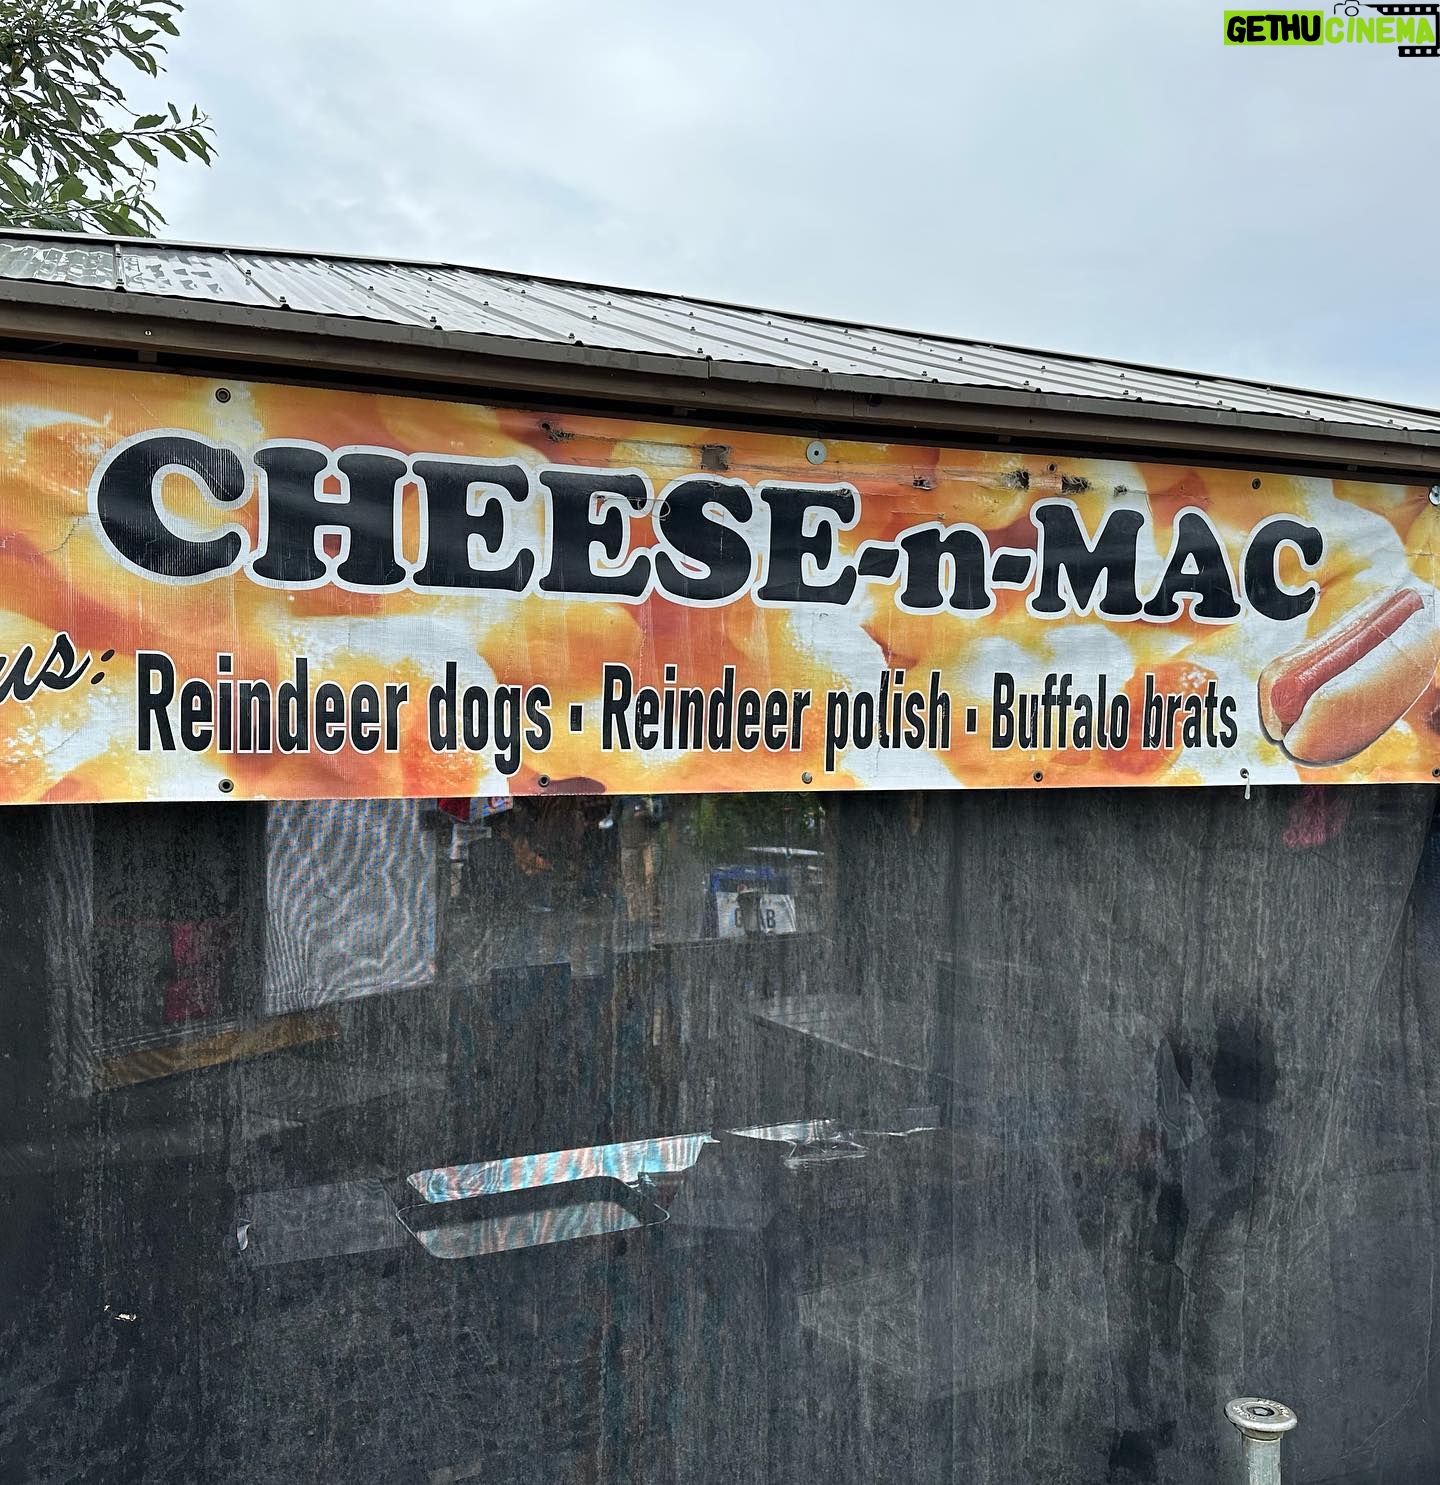 GETHUCINEMA
CHEESE-n-MAC
Reindeer dogs · Reindeer polish · Buffalo brats